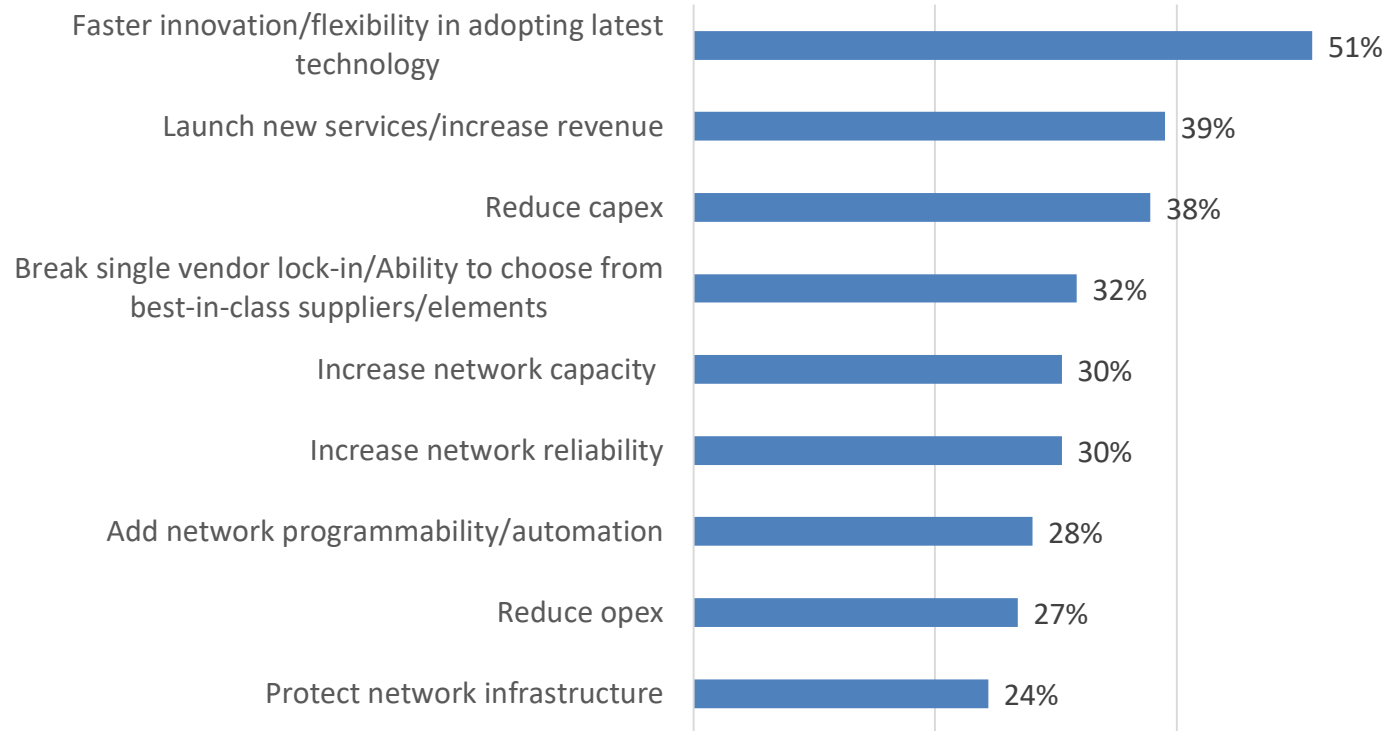 Faster innovation/flexibility in adopting latest
technology
51%
Launch new services/increase revenue
39%
Reduce capex
38%
Break single vendor lock-in/Ability to choose from
best-in-class suppliers/elements
32%
Increase network capacity
30%
Increase network reliability
30%
Add network programmability/automation
28%
Reduce opex
27%
Protect network infrastructure
24%